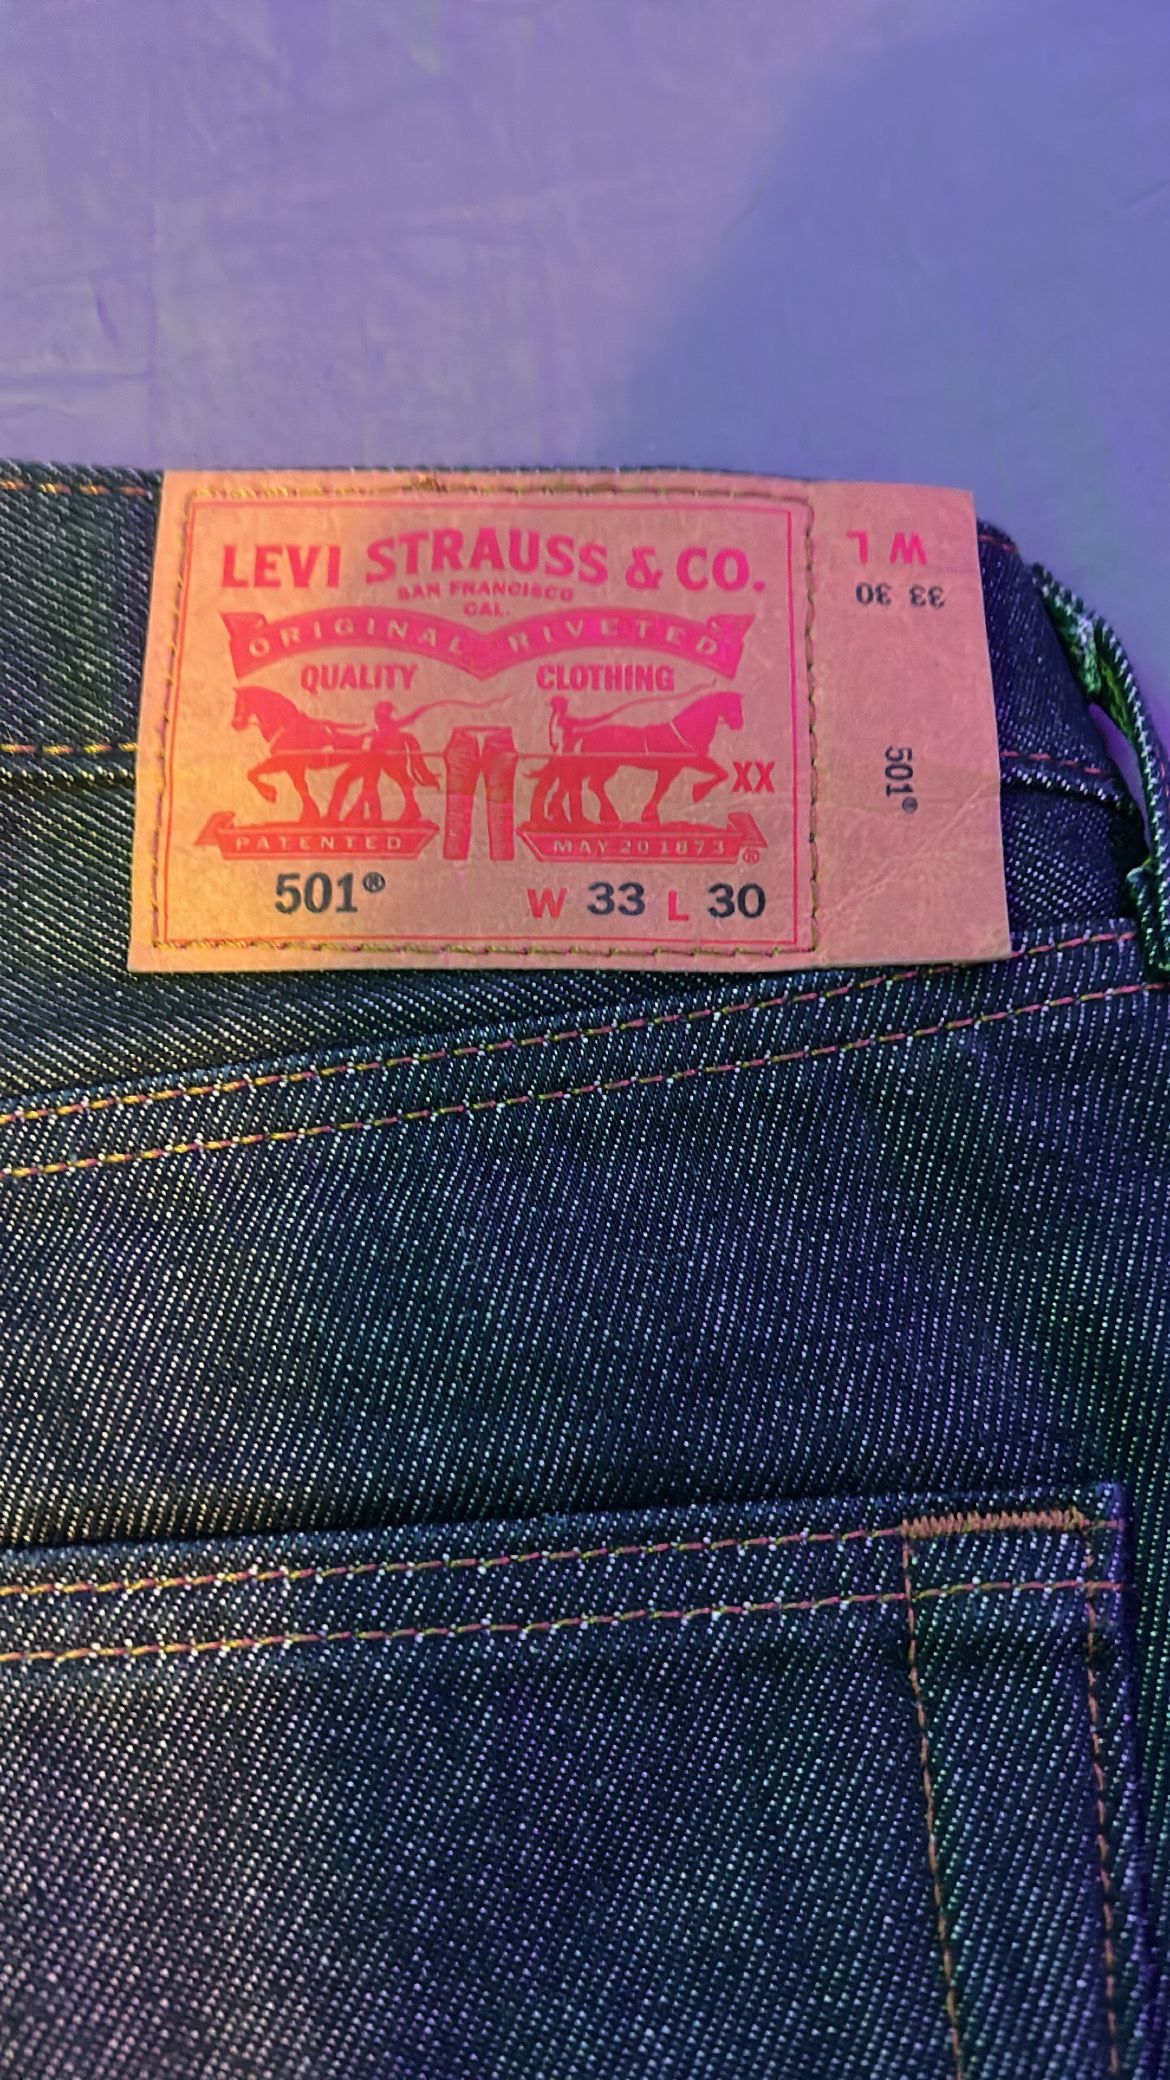 LEVI STRAUSS & CO.
SAN FRANCISCO
CAL.
ORIGINAL RIVETED
QUALITY CLOTHING
XX
PATENTED MAY 20 1873 ®
501® W 33 L 30
W L
33 30
501®